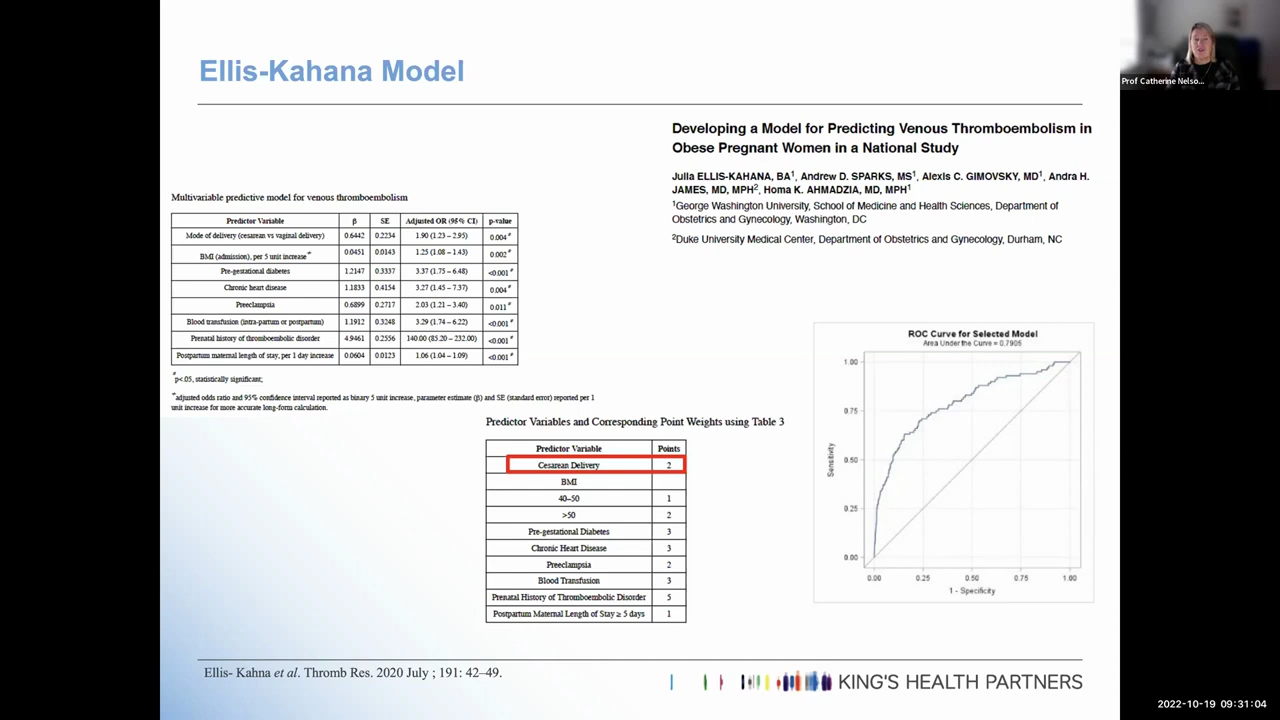 Ellis-Kahana Model
Prof Catherine Nelso...
Developing a Model for Predicting Venous Thromboembolism in
Obese Pregnant Women in a National Study
Julia ELLIS-KAHANA, BA1, Andrew D. SPARKS, MS1, Alexis C. GIMOVSKY, MD1, Andra H.
JAMES, MD, MPH2, Homa K. AHMADZIA, MD, MPH1
1George Washington University, School of Medicine and Health Sciences, Department of
Obstetrics and Gynecology, Washington, DC
2Duke University Medical Center, Department of Obstetrics and Gynecology, Durham, NC
Multivariable predictive model for venous thromboembolism
Predictor Variable β SE Adjusted OR (95% CI) p-value
Mode of delivery (cesarean vs vaginal delivery) 0.6442 0.2234 1.90 (1.23 – 2.95) 0.004#
BMI (admission), per 5 unit increase** 0.0451 0.0143 1.25 (1.08 – 1.43) 0.002#
Pre-gestational diabetes 1.2147 0.3337 3.37 (1.75 – 6.48) <0.001#
Chronic heart disease 1.1833 0.4154 3.27 (1.45 – 7.37) 0.004#
Preeclampsia 0.6899 0.2717 2.03 (1.21 – 3.40) 0.011#
Blood transfusion (intra-partum or postpartum) 1.1912 0.3248 3.29 (1.74 – 6.22) <0.001#
Prenatal history of thromboembolic disorder 4.9461 0.2556 140.00 (85.20 – 232.00) <0.001#
Postpartum maternal length of stay, per 1 day increase 0.0604 0.0123 1.06 (1.04 – 1.09) <0.001#
#p<.05, statistically significant;
**adjusted odds ratio and 95% confidence interval reported as binary 5 unit increase, parameter estimate (β) and SE (standard error) reported per 1
unit increase for more accurate long-form calculation.
Predictor Variables and Corresponding Point Weights using Table 3
Predictor Variable Points
Cesarean Delivery 2
BMI
40–50 1
>50 2
Pre-gestational Diabetes 3
Chronic Heart Disease 3
Preeclampsia 2
Blood Transfusion 3
Prenatal History of Thromboembolic Disorder 5
Postpartum Maternal Length of Stay ≥ 5 days 1
ROC Curve for Selected Model
Area Under the Curve = 0.7905
Sensitivity
1.00
0.75
0.50
0.25
0.00
0.00 0.25 0.50 0.75 1.00
1 - Specificity
Ellis- Kahna et al. Thromb Res. 2020 July ; 191: 42–49.
KING'S HEALTH PARTNERS
2022-10-19 09:31:04